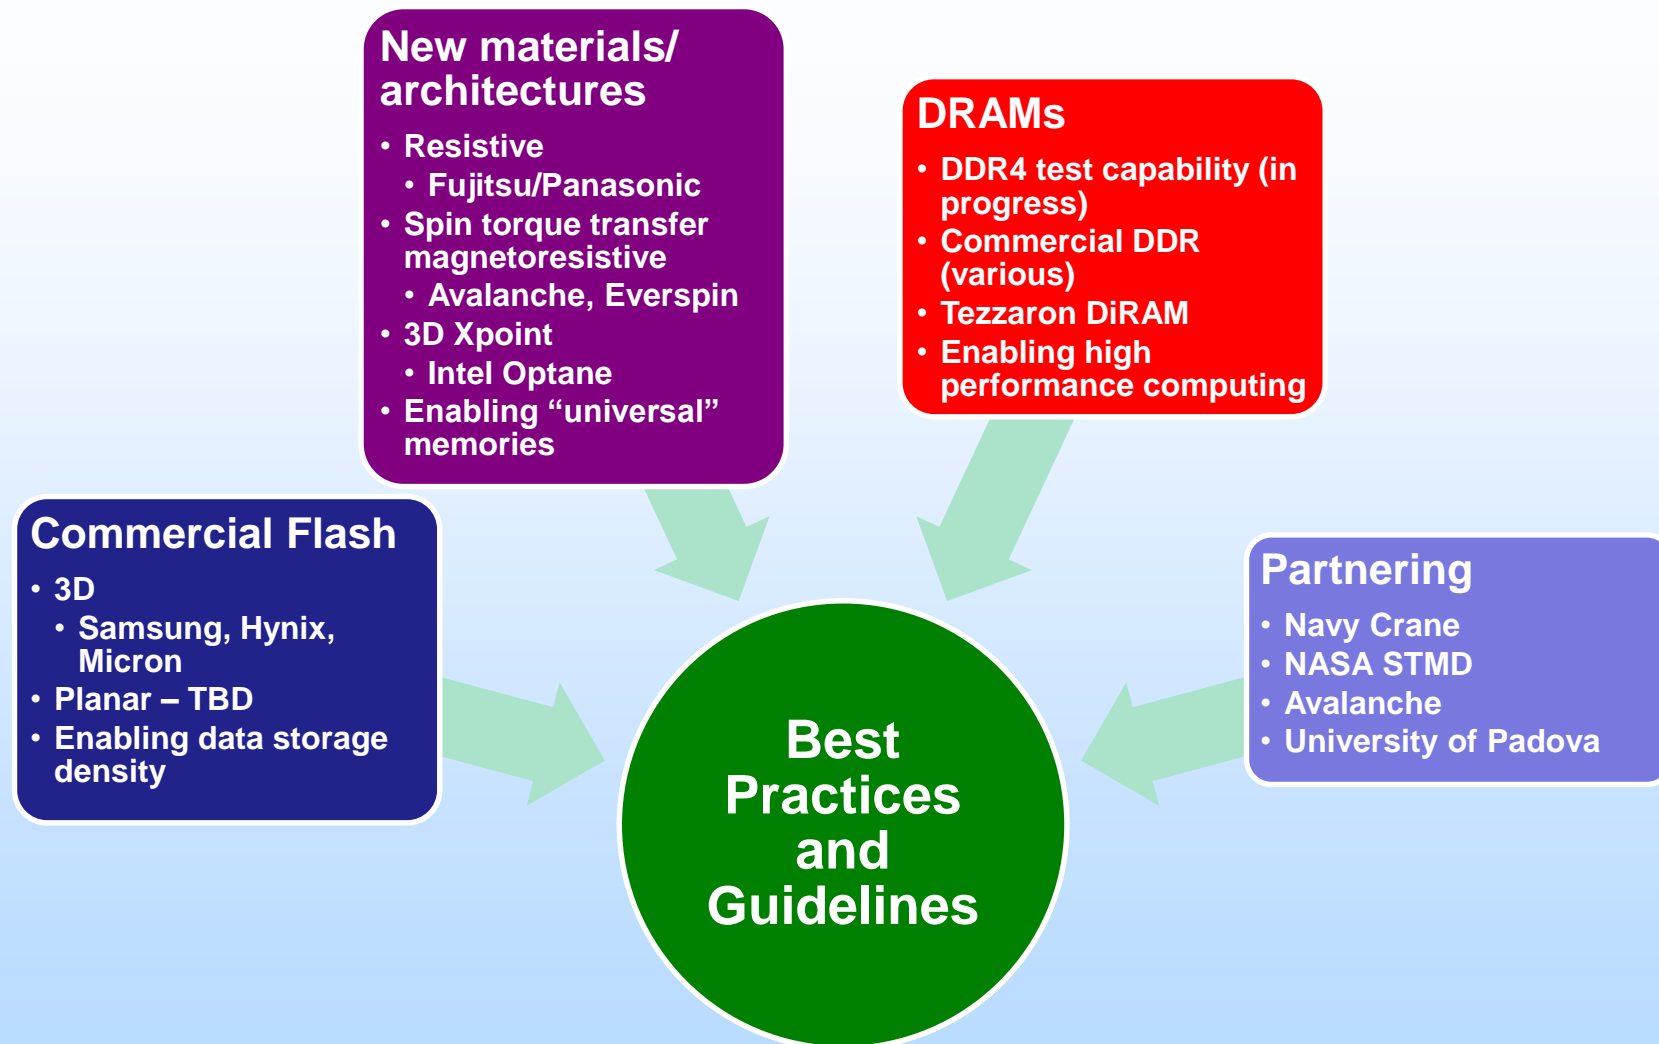 New materials/
architectures
• Resistive
• Fujitsu/Panasonic
• Spin torque transfer
magnetoresistive
• Avalanche, Everspin
• 3D Xpoint
• Intel Optane
• Enabling “universal”
memories
DRAMs
• DDR4 test capability (in
progress)
• Commercial DDR
(various)
• Tezzaron DiRAM
• Enabling high
performance computing
Commercial Flash
• 3D
• Samsung, Hynix,
Micron
• Planar – TBD
• Enabling data storage
density
Partnering
• Navy Crane
• NASA STMD
• Avalanche
• University of Padova
Best
Practices
and
Guidelines